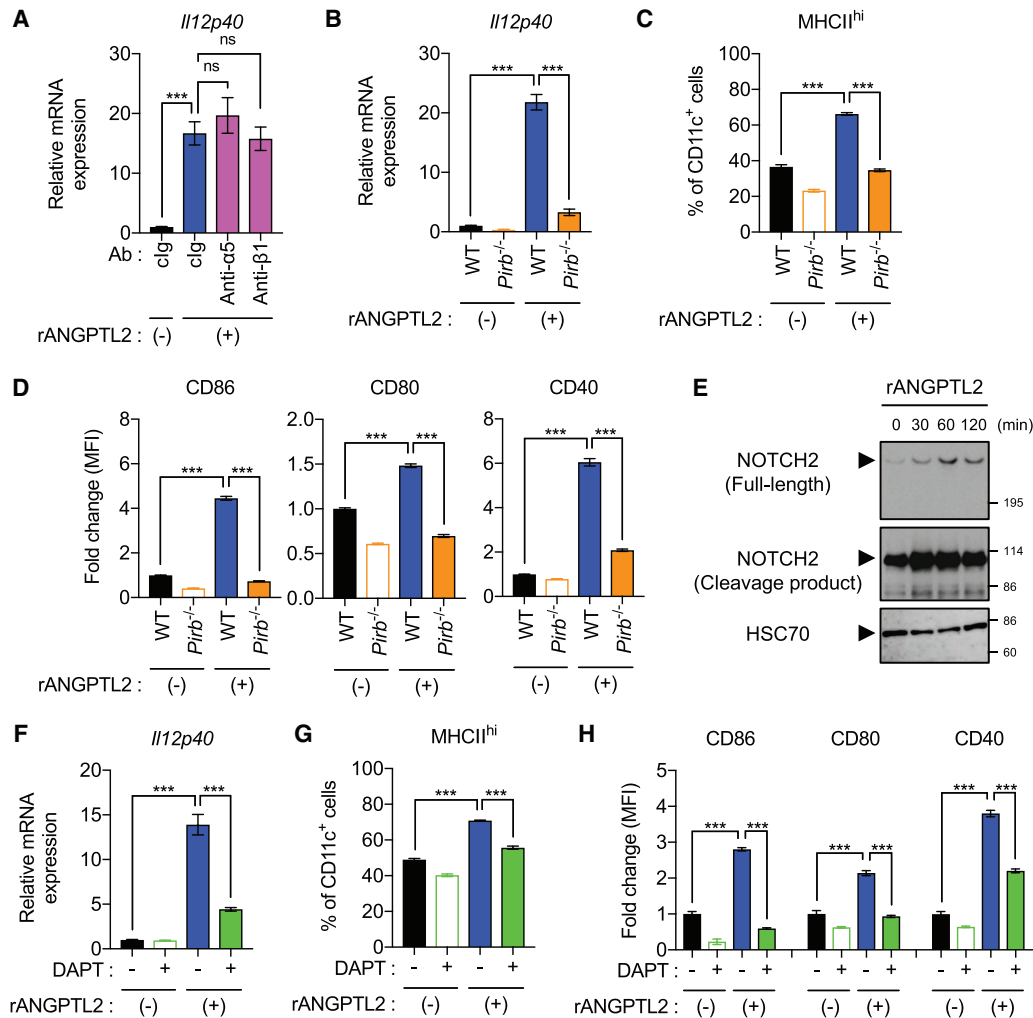 A
Il12p40
ns
ns
***
Relative mRNA
expression
30
20
10
0
Ab :
cIg
cIg
Anti-α5
Anti-β1
rANGPTL2 :
(-)
(+)
B
Il12p40
***
***
Relative mRNA
expression
30
20
10
0
WT
Pirb-/-
WT
Pirb-/-
rANGPTL2 :
(-)
(+)
C
MHCIIhi
***
***
% of CD11c+ cells
100
80
60
40
20
0
WT
Pirb-/-
WT
Pirb-/-
rANGPTL2 :
(-)
(+)
D
CD86
***
***
Fold change (MFI)
8
6
4
2
0
WT
Pirb-/-
WT
Pirb-/-
rANGPTL2 :
(-)
(+)
CD80
***
***
2.0
1.5
1.0
0.5
0.0
WT
Pirb-/-
WT
Pirb-/-
(-)
(+)
CD40
***
***
8
6
4
2
0
WT
Pirb-/-
WT
Pirb-/-
(-)
(+)
E
rANGPTL2
0 30 60 120 (min)
NOTCH2
(Full-length)
195
NOTCH2
(Cleavage product)
114
86
HSC70
86
60
F
Il12p40
***
***
Relative mRNA
expression
20
15
10
5
0
DAPT : - + - +
rANGPTL2 : (-) (+)
G
MHCIIhi
***
***
% of CD11c+ cells
100
80
60
40
20
0
DAPT : - + - +
rANGPTL2 : (-) (+)
H
CD86 CD80 CD40
*** ***
*** ***
*** ***
Fold change (MFI)
5
4
3
2
1
0
DAPT : - + - + - + - + - + - +
rANGPTL2 : (-) (+) (-) (+) (-) (+)